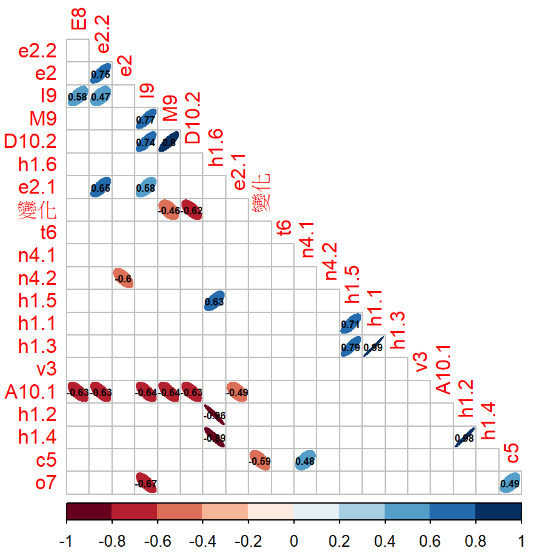 E8
e2.2
e2.2
e2
e2 0.75
I9
I9 0.58 0.47
M9
M9 0.77
D10.2
D10.2 0.74
h1.6
h1.6
e2.1
e2.1 0.65 0.58
變化
變化 -0.46 -0.62
t6
t6
n4.1
n4.1
n4.2
n4.2 -0.6
h1.5
h1.5 0.63
h1.1
h1.1 0.71
h1.3
h1.3 0.79 0.99
v3
v3
A10.1
A10.1 -0.63 -0.63 -0.64 -0.64 -0.63 -0.49
h1.2
h1.2 -0.96
h1.4
h1.4 0.98
c5
c5 -0.59 0.48
o7 -0.67 0.49
-1 -0.8 -0.6 -0.4 -0.2 0 0.2 0.4 0.6 0.8 1